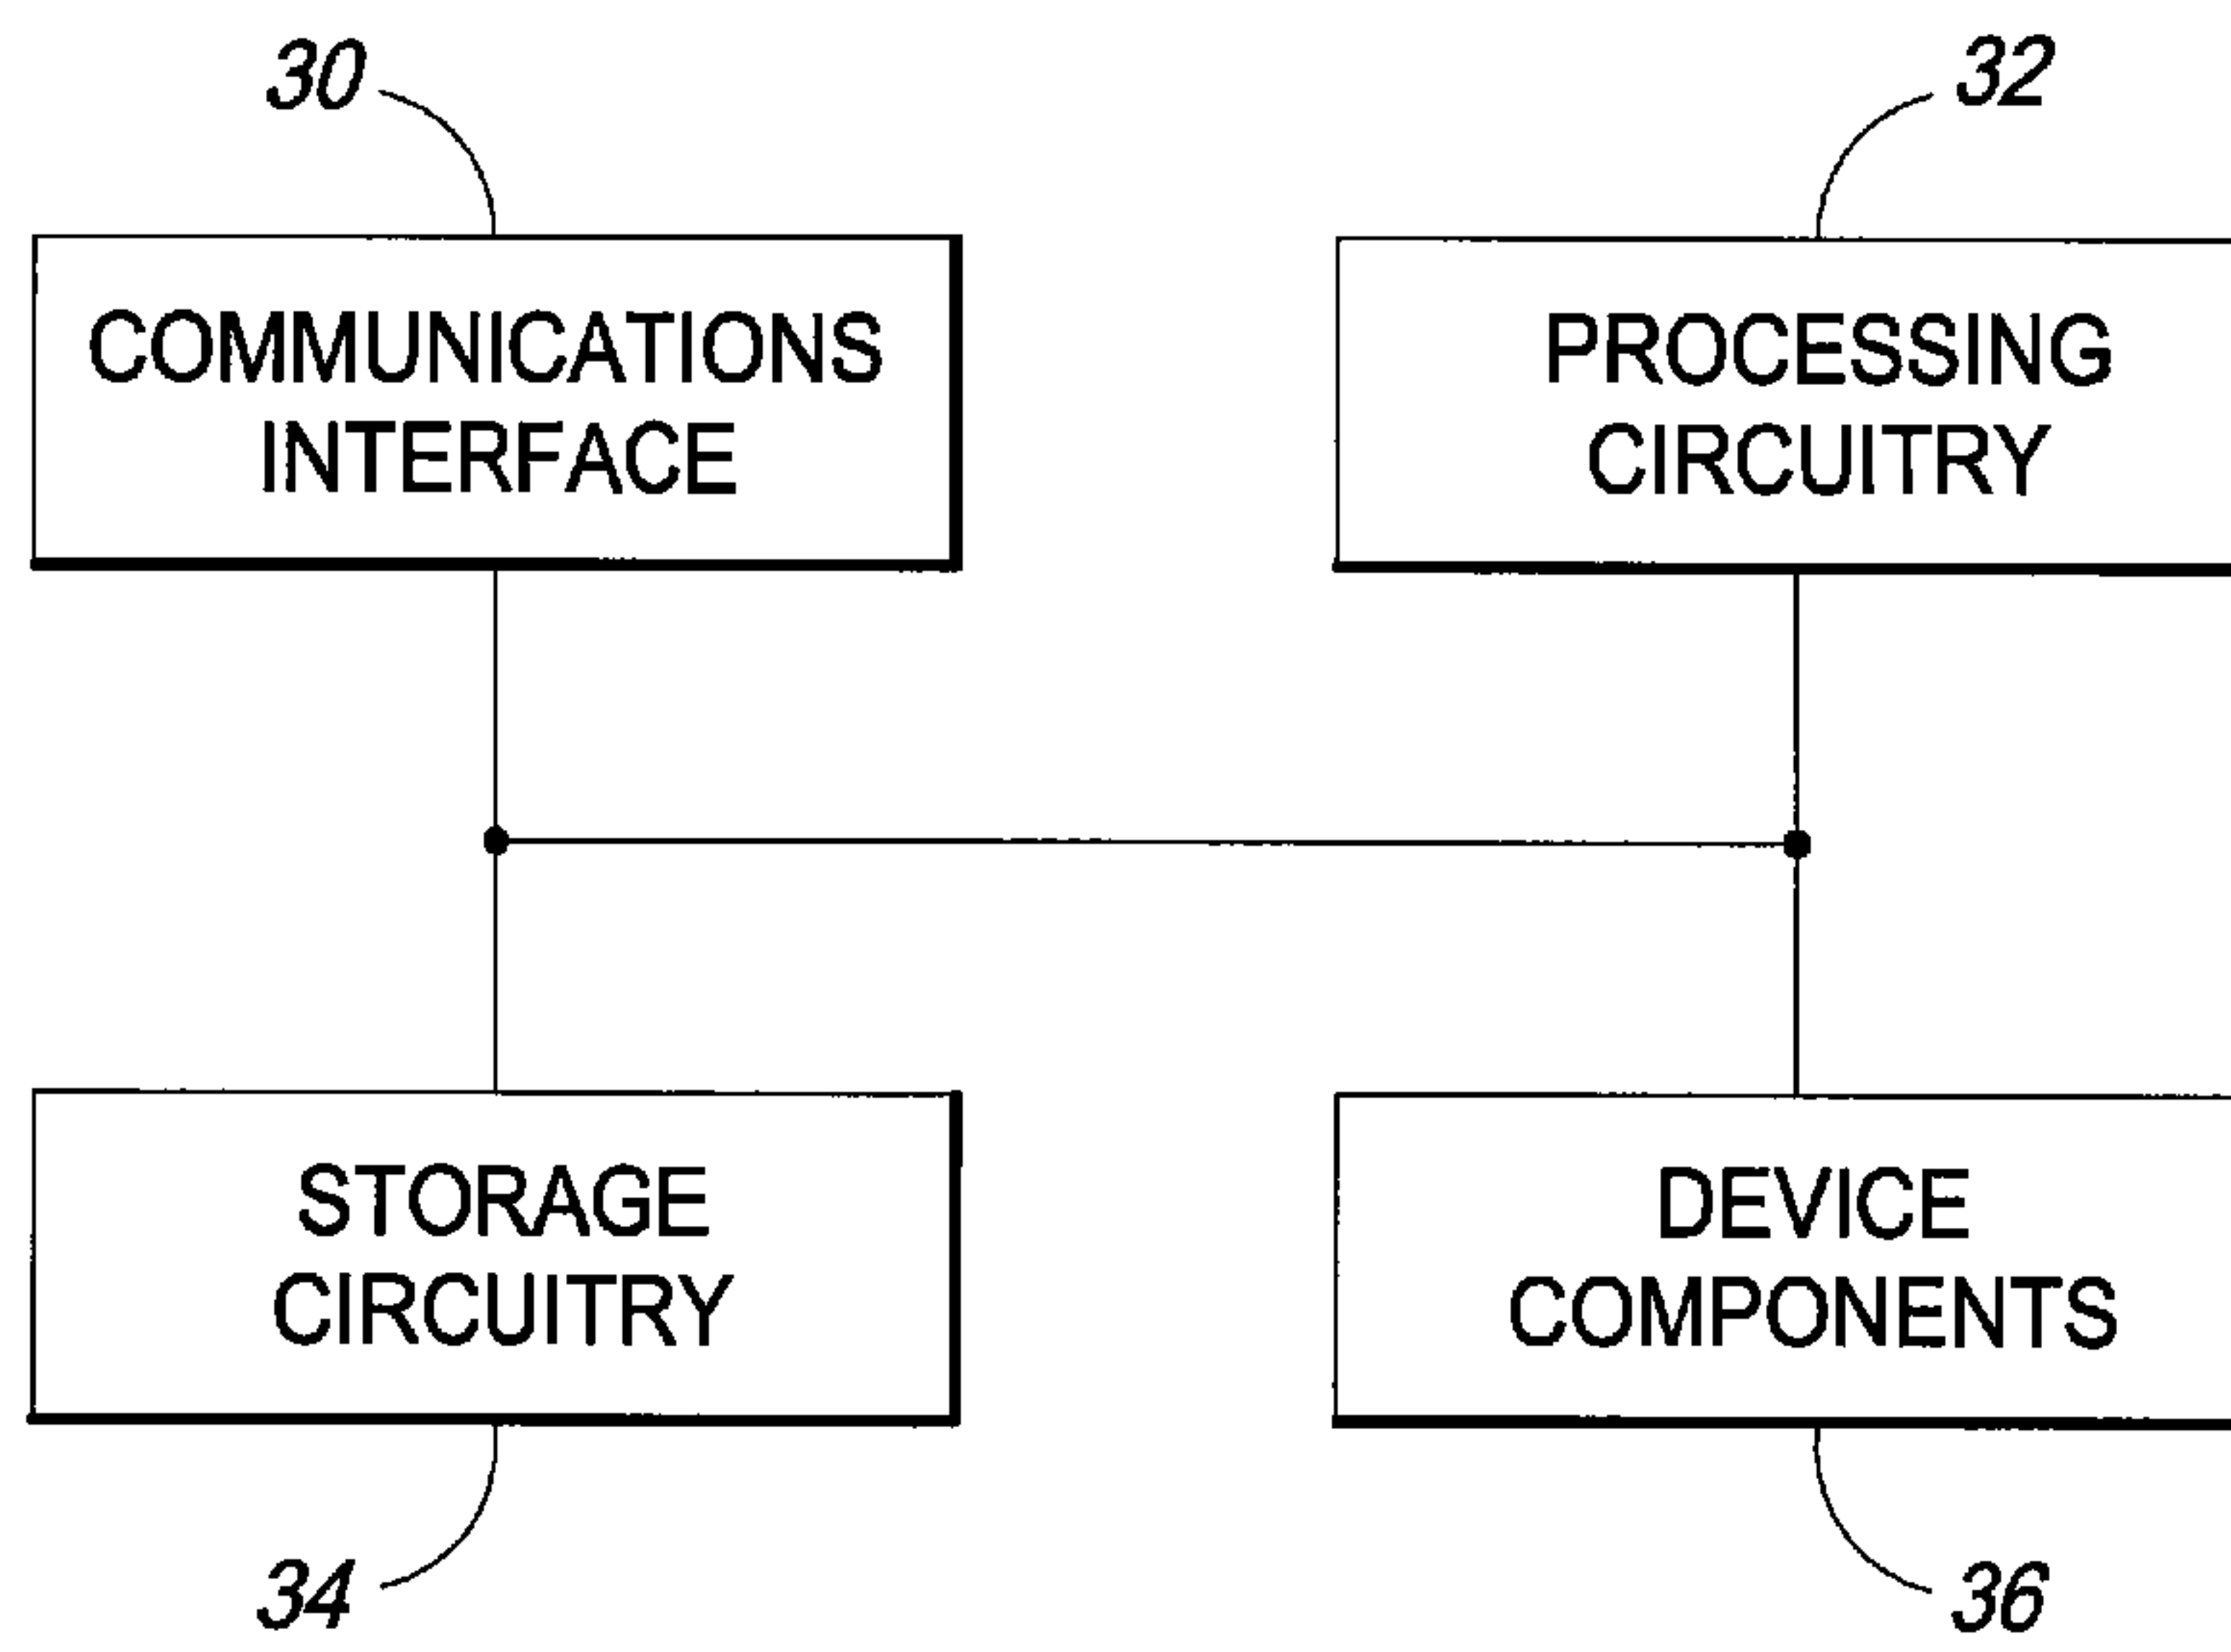 30
32
COMMUNICATIONS
INTERFACE
PROCESSING
CIRCUITRY
STORAGE
CIRCUITRY
DEVICE
COMPONENTS
34
36